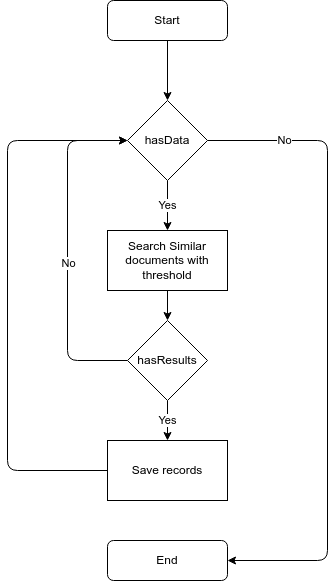 Start
hasData
No
Yes
Search Similar
documents with
threshold
No
hasResults
Yes
Save records
End